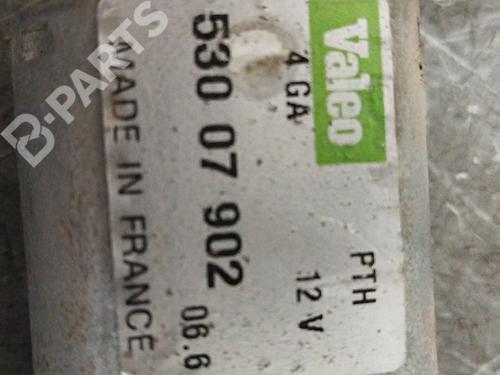 Valeo
4 GA PTH 12 V
530 07 902
MADE IN FRANCE 06.6
B-PARTS